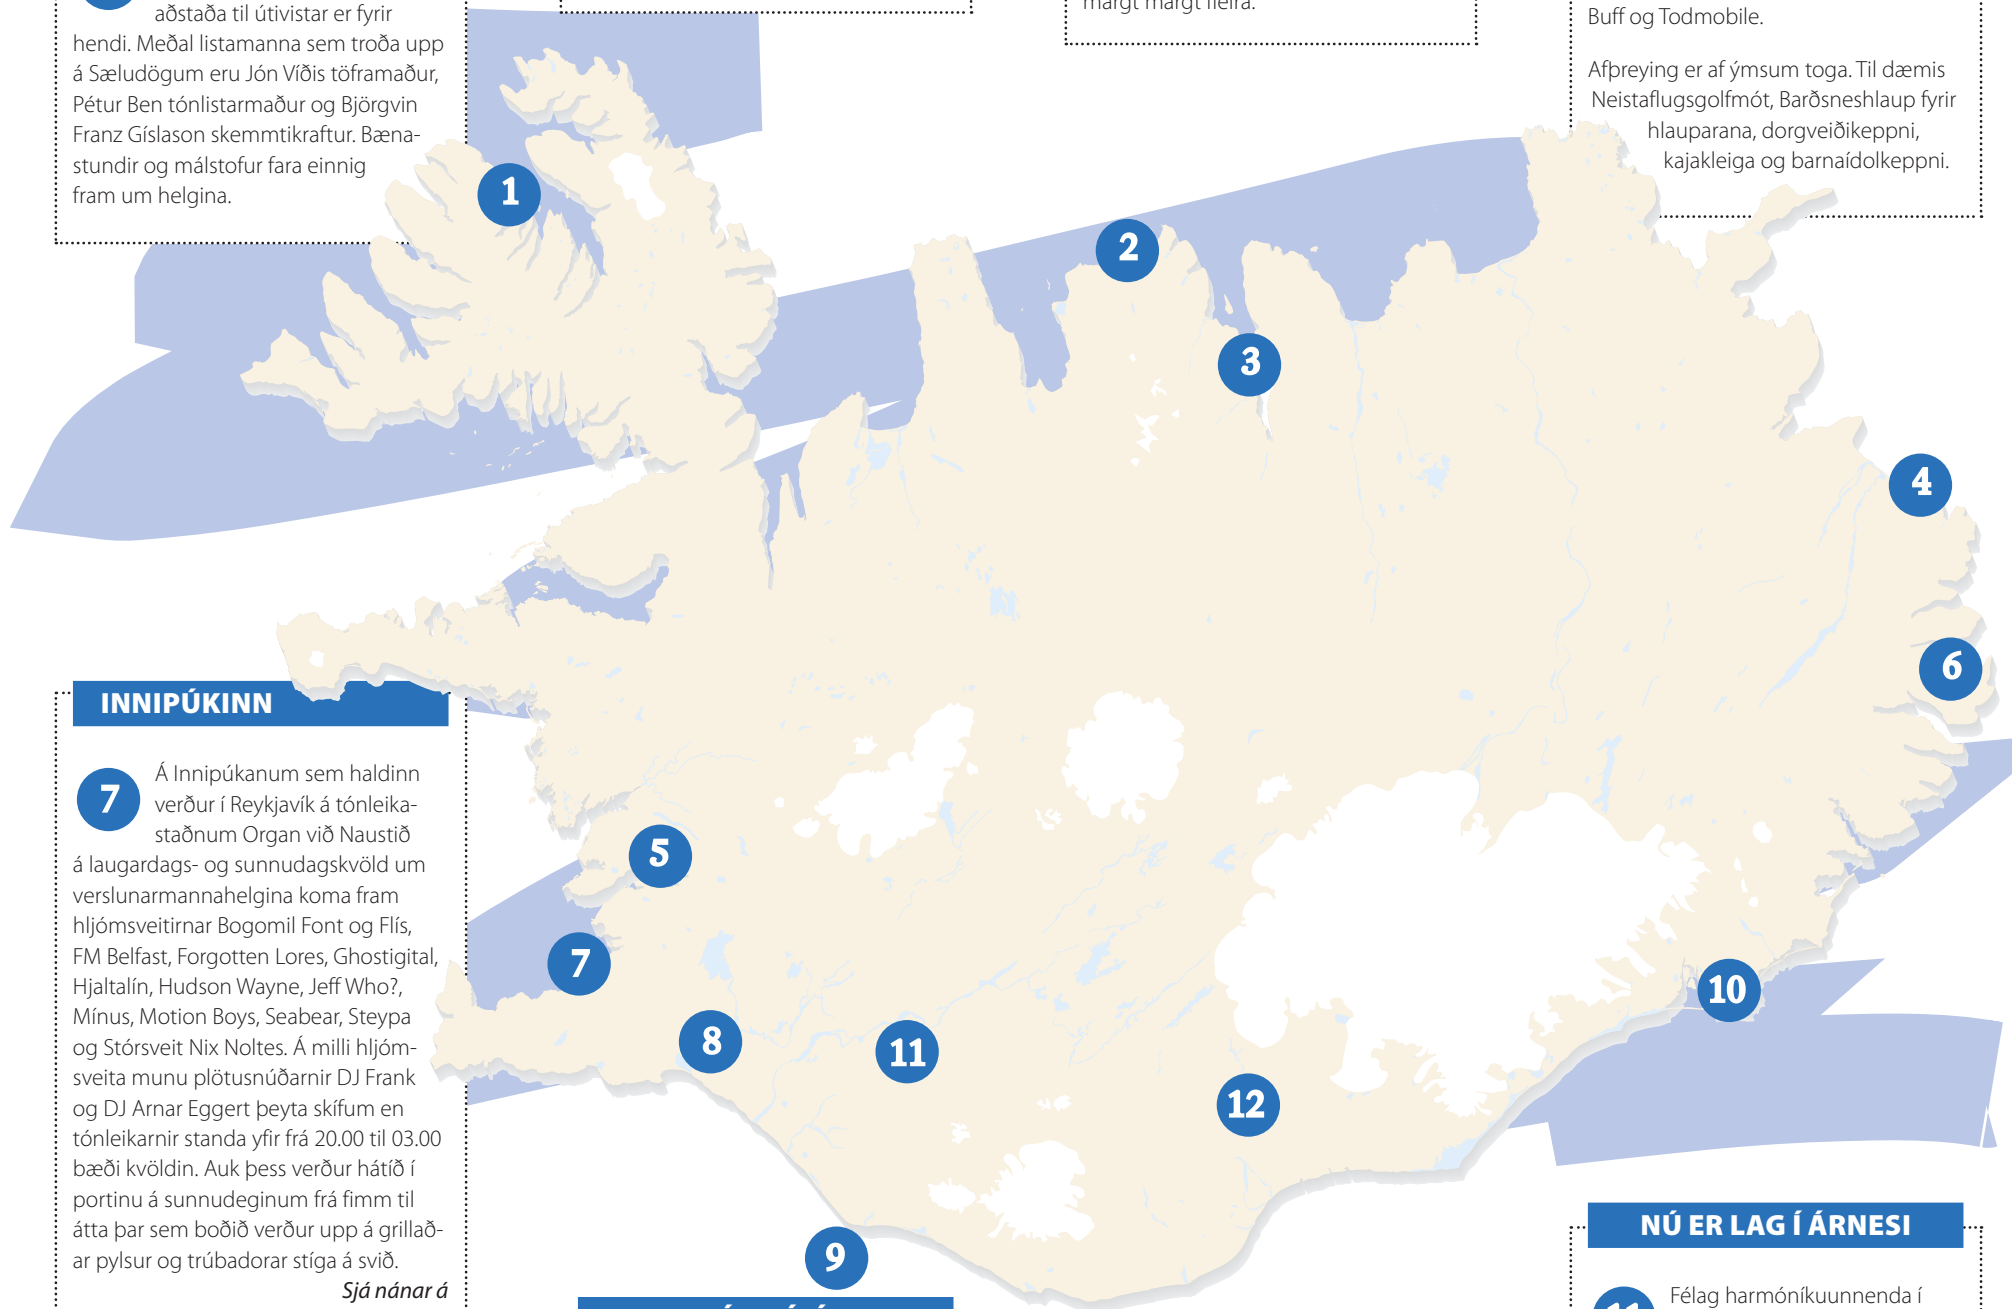 aðstaða til útivistar er fyrir
hendi. Meðal listamanna sem troða upp
á Sæludögum eru Jón Víðis töframaður,
Pétur Ben tónlistarmaður og Björgvin
Franz Gíslason skemmtikraftur. Bæna-
stundir og málstofur fara einnig
fram um helgina.
margt margt fleira.
Buff og Todmobile.
Afþreying er af ýmsum toga. Til dæmis
Neistaflugsgolfmót, Barðsneshlaup fyrir
hlauparana, dorgveiðikeppni,
kajakleiga og barnaídolkeppni.
1
2
3
4
6
5
7
8
11
10
12
9
INNIPÚKINN
7
Á Innipúkanum sem haldinn
verður í Reykjavík á tónleika-
staðnum Organ við Naustið
á laugardags- og sunnudagskvöld um
verslunarmannahelgina koma fram
hljómsveitirnar Bogomil Font og Flís,
FM Belfast, Forgotten Lores, Ghostigital,
Hjaltalín, Hudson Wayne, Jeff Who?,
Mínus, Motion Boys, Seabear, Steypa
og Stórsveit Nix Noltes. Á milli hljóm-
sveita munu plötusnúðarnir DJ Frank
og DJ Arnar Eggert þeyta skífum en
tónleikarnir standa yfir frá 20.00 til 03.00
bæði kvöldin. Auk þess verður hátíð í
portinu á sunnudeginum frá fimm til
átta þar sem boðið verður upp á grillað-
ar pylsur og trúbadorar stíga á svið.
Sjá nánar á
NÚ ER LAG Í ÁRNESI
11
Félag harmóníkuunnenda í